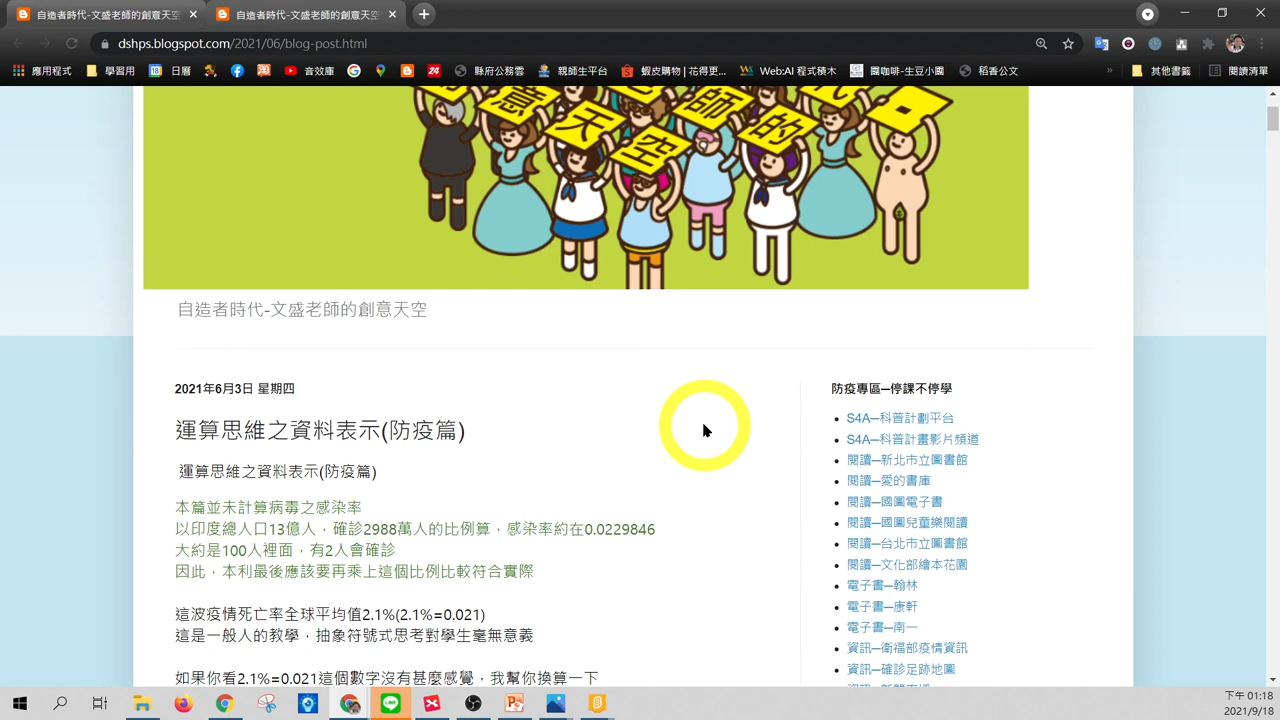 自造者時代-文盛老師的創意天空
自造者時代-文盛老師的創意天空
dshps.blogspot.com/2021/06/blog-post.html
應用程式
學習用
日曆
音效庫
縣府公務雲
親師生平台
蝦皮購物 | 花得更...
Web:AI 程式積木
國咖啡-生豆小園
稻香公文
»
其他書籤
閱讀清單
意
天
空
師
的
自造者時代-文盛老師的創意天空
2021年6月3日 星期四
運算思維之資料表示(防疫篇)
運算思維之資料表示(防疫篇)
本篇並未計算病毒之感染率
以印度總人口13億人，確診2988萬人的比例算，感染率約在0.0229846
大約是100人裡面，有2人會確診
因此，本利最後應該要再乘上這個比例比較符合實際
這波疫情死亡率全球平均值2.1%(2.1%=0.021)
這是一般人的教學，抽象符號式思考對學生毫無意義
如果你看2.1%=0.021這個數字沒有甚麼感覺，我幫你換算一下
防疫專區—停課不停學
S4A—科普計劃平台
S4A—科普計畫影片頻道
閱讀—新北市立圖書館
閱讀—愛的書庫
閱讀—國圖電子書
閱讀—國圖兒童樂閱讀
閱讀—台北市立圖書館
閱讀—文化部繪本花園
電子書—翰林
電子書—康軒
電子書—南一
資訊—衛福部疫情資訊
資訊—確診足跡地圖
下午 01:18
2021/9/18